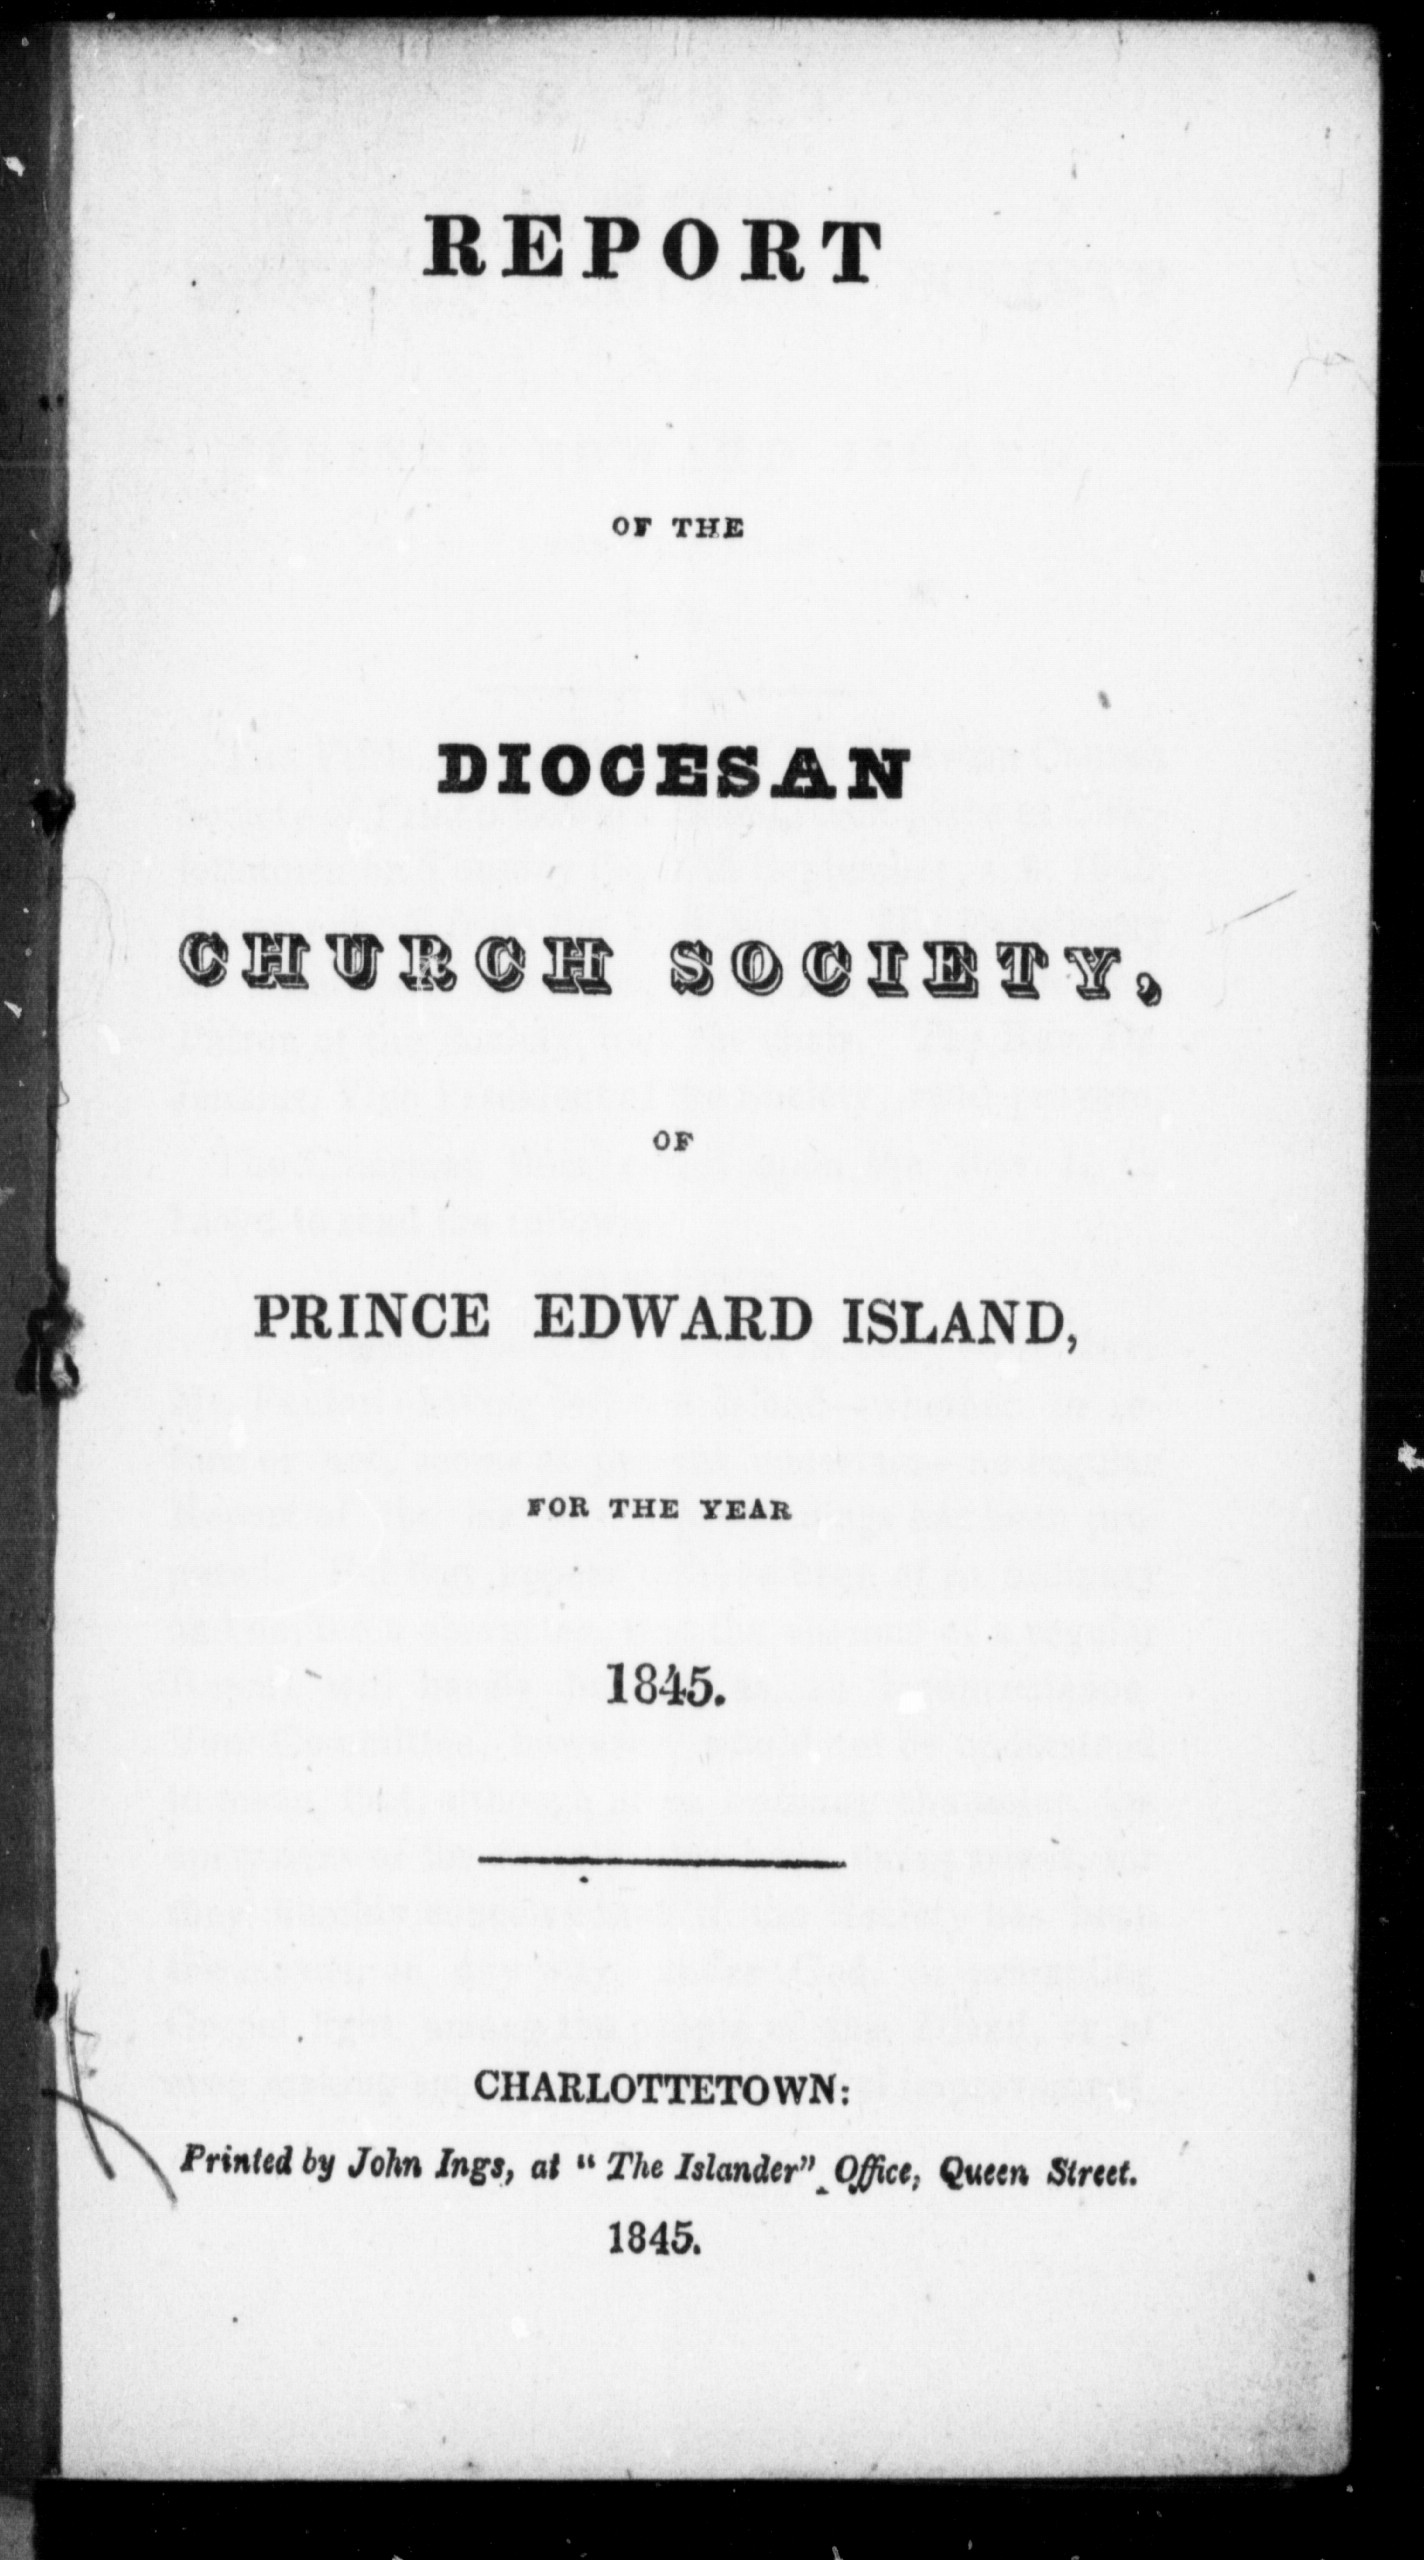 REPORT
OF THE
DIOCESAN
CHURCH SOCIETY,
OF
PRINCE EDWARD ISLAND,
FOR THE YEAR
1845.
CHARLOTTETOWN:
Printed by John Ings, at "The Islander" Office, Queen Street.
1845.